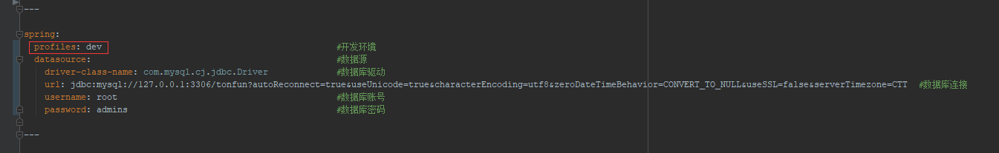 ---
spring:
profiles: dev #开发环境
datasource: #数据源
driver-class-name: com.mysql.cj.jdbc.Driver #数据库驱动
url: jdbc:mysql://127.0.0.1:3306/tonfun?autoReconnect=true&useUnicode=true&characterEncoding=utf8&zeroDateTimeBehavior=CONVERT_TO_NULL&useSSL=false&serverTimezone=CTT #数据库连接
username: root #数据库账号
password: admins #数据库密码
---